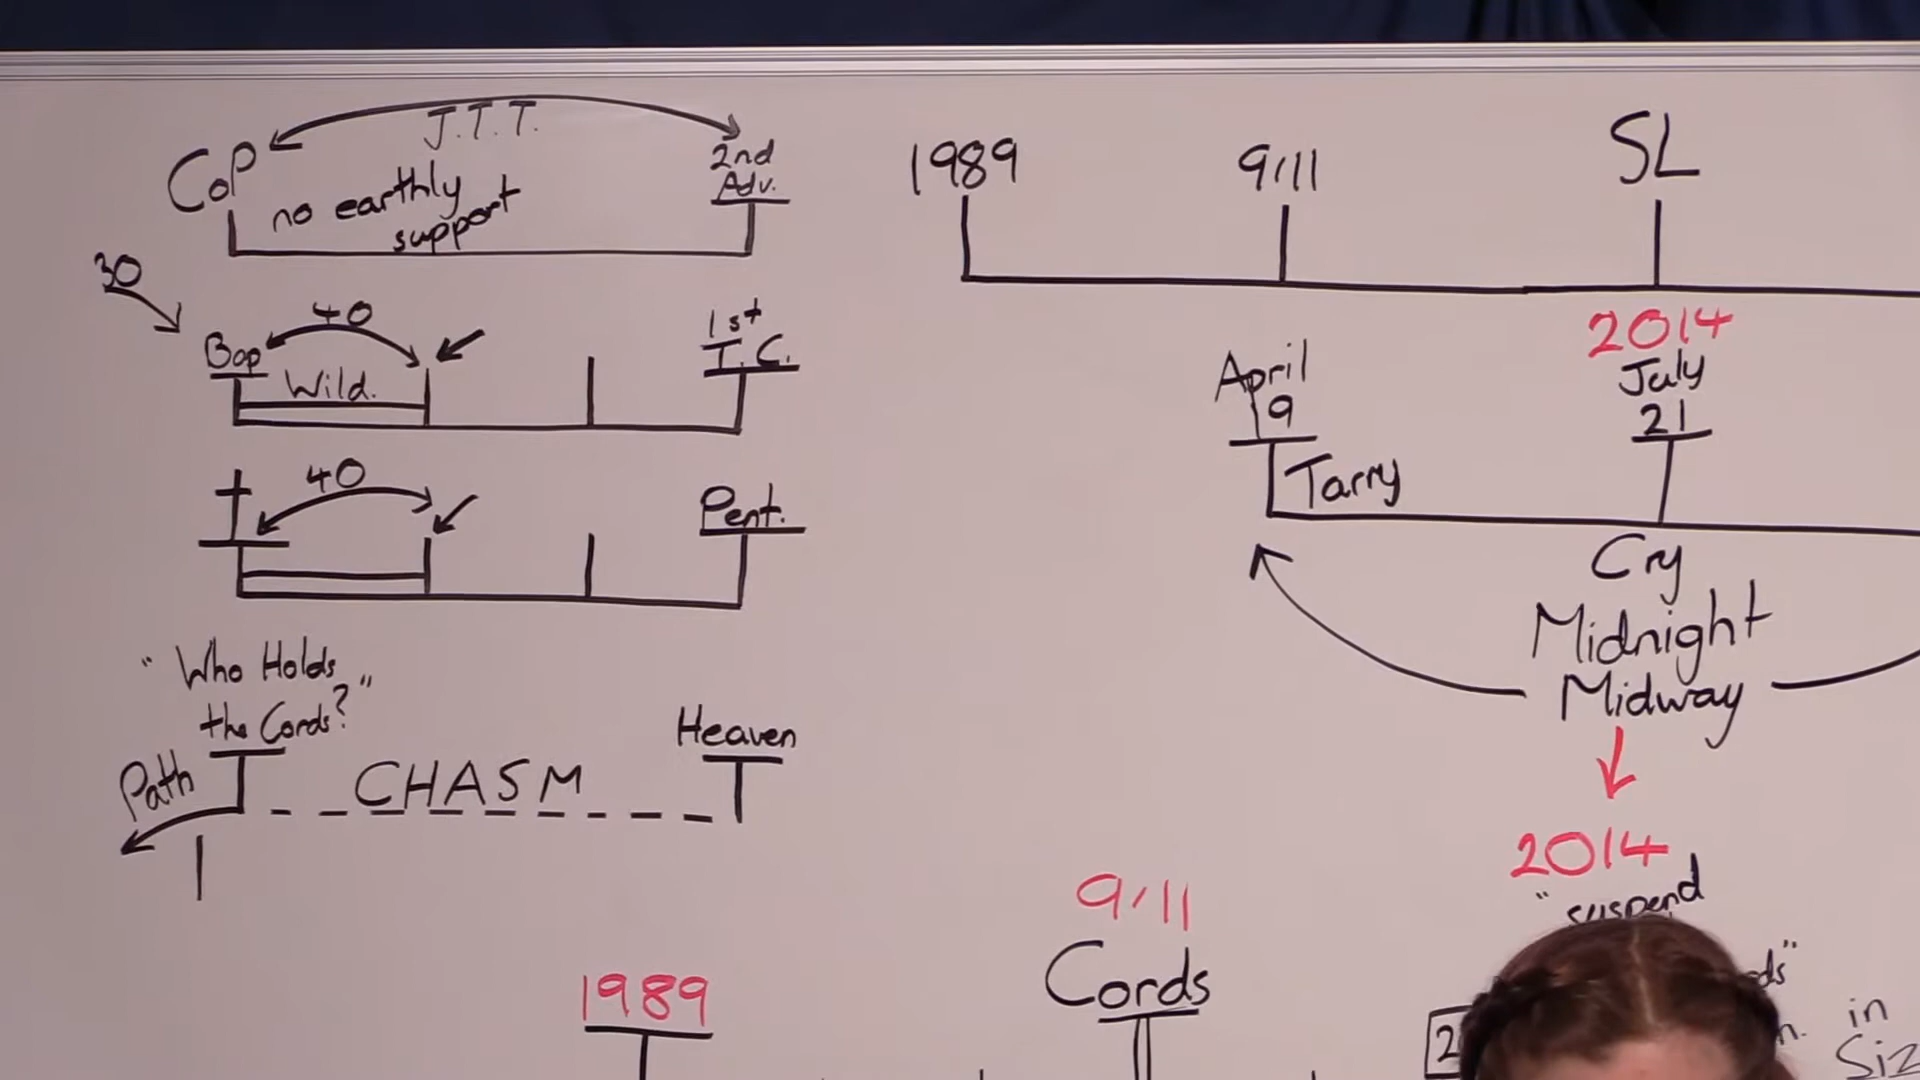 J.T.T.
CoP
2nd
Adv.
no earthly
support
30
40
Bap
Wild.
1st
T.C.
40
Pent.
"Who Holds
the Cords?"
Path
CHASM
Heaven
1989
9/11
SL
2014
July
21
April
9
Tarry
Cry
Midnight
Midway
2014
"suspend
9/11
Cords
1989
in